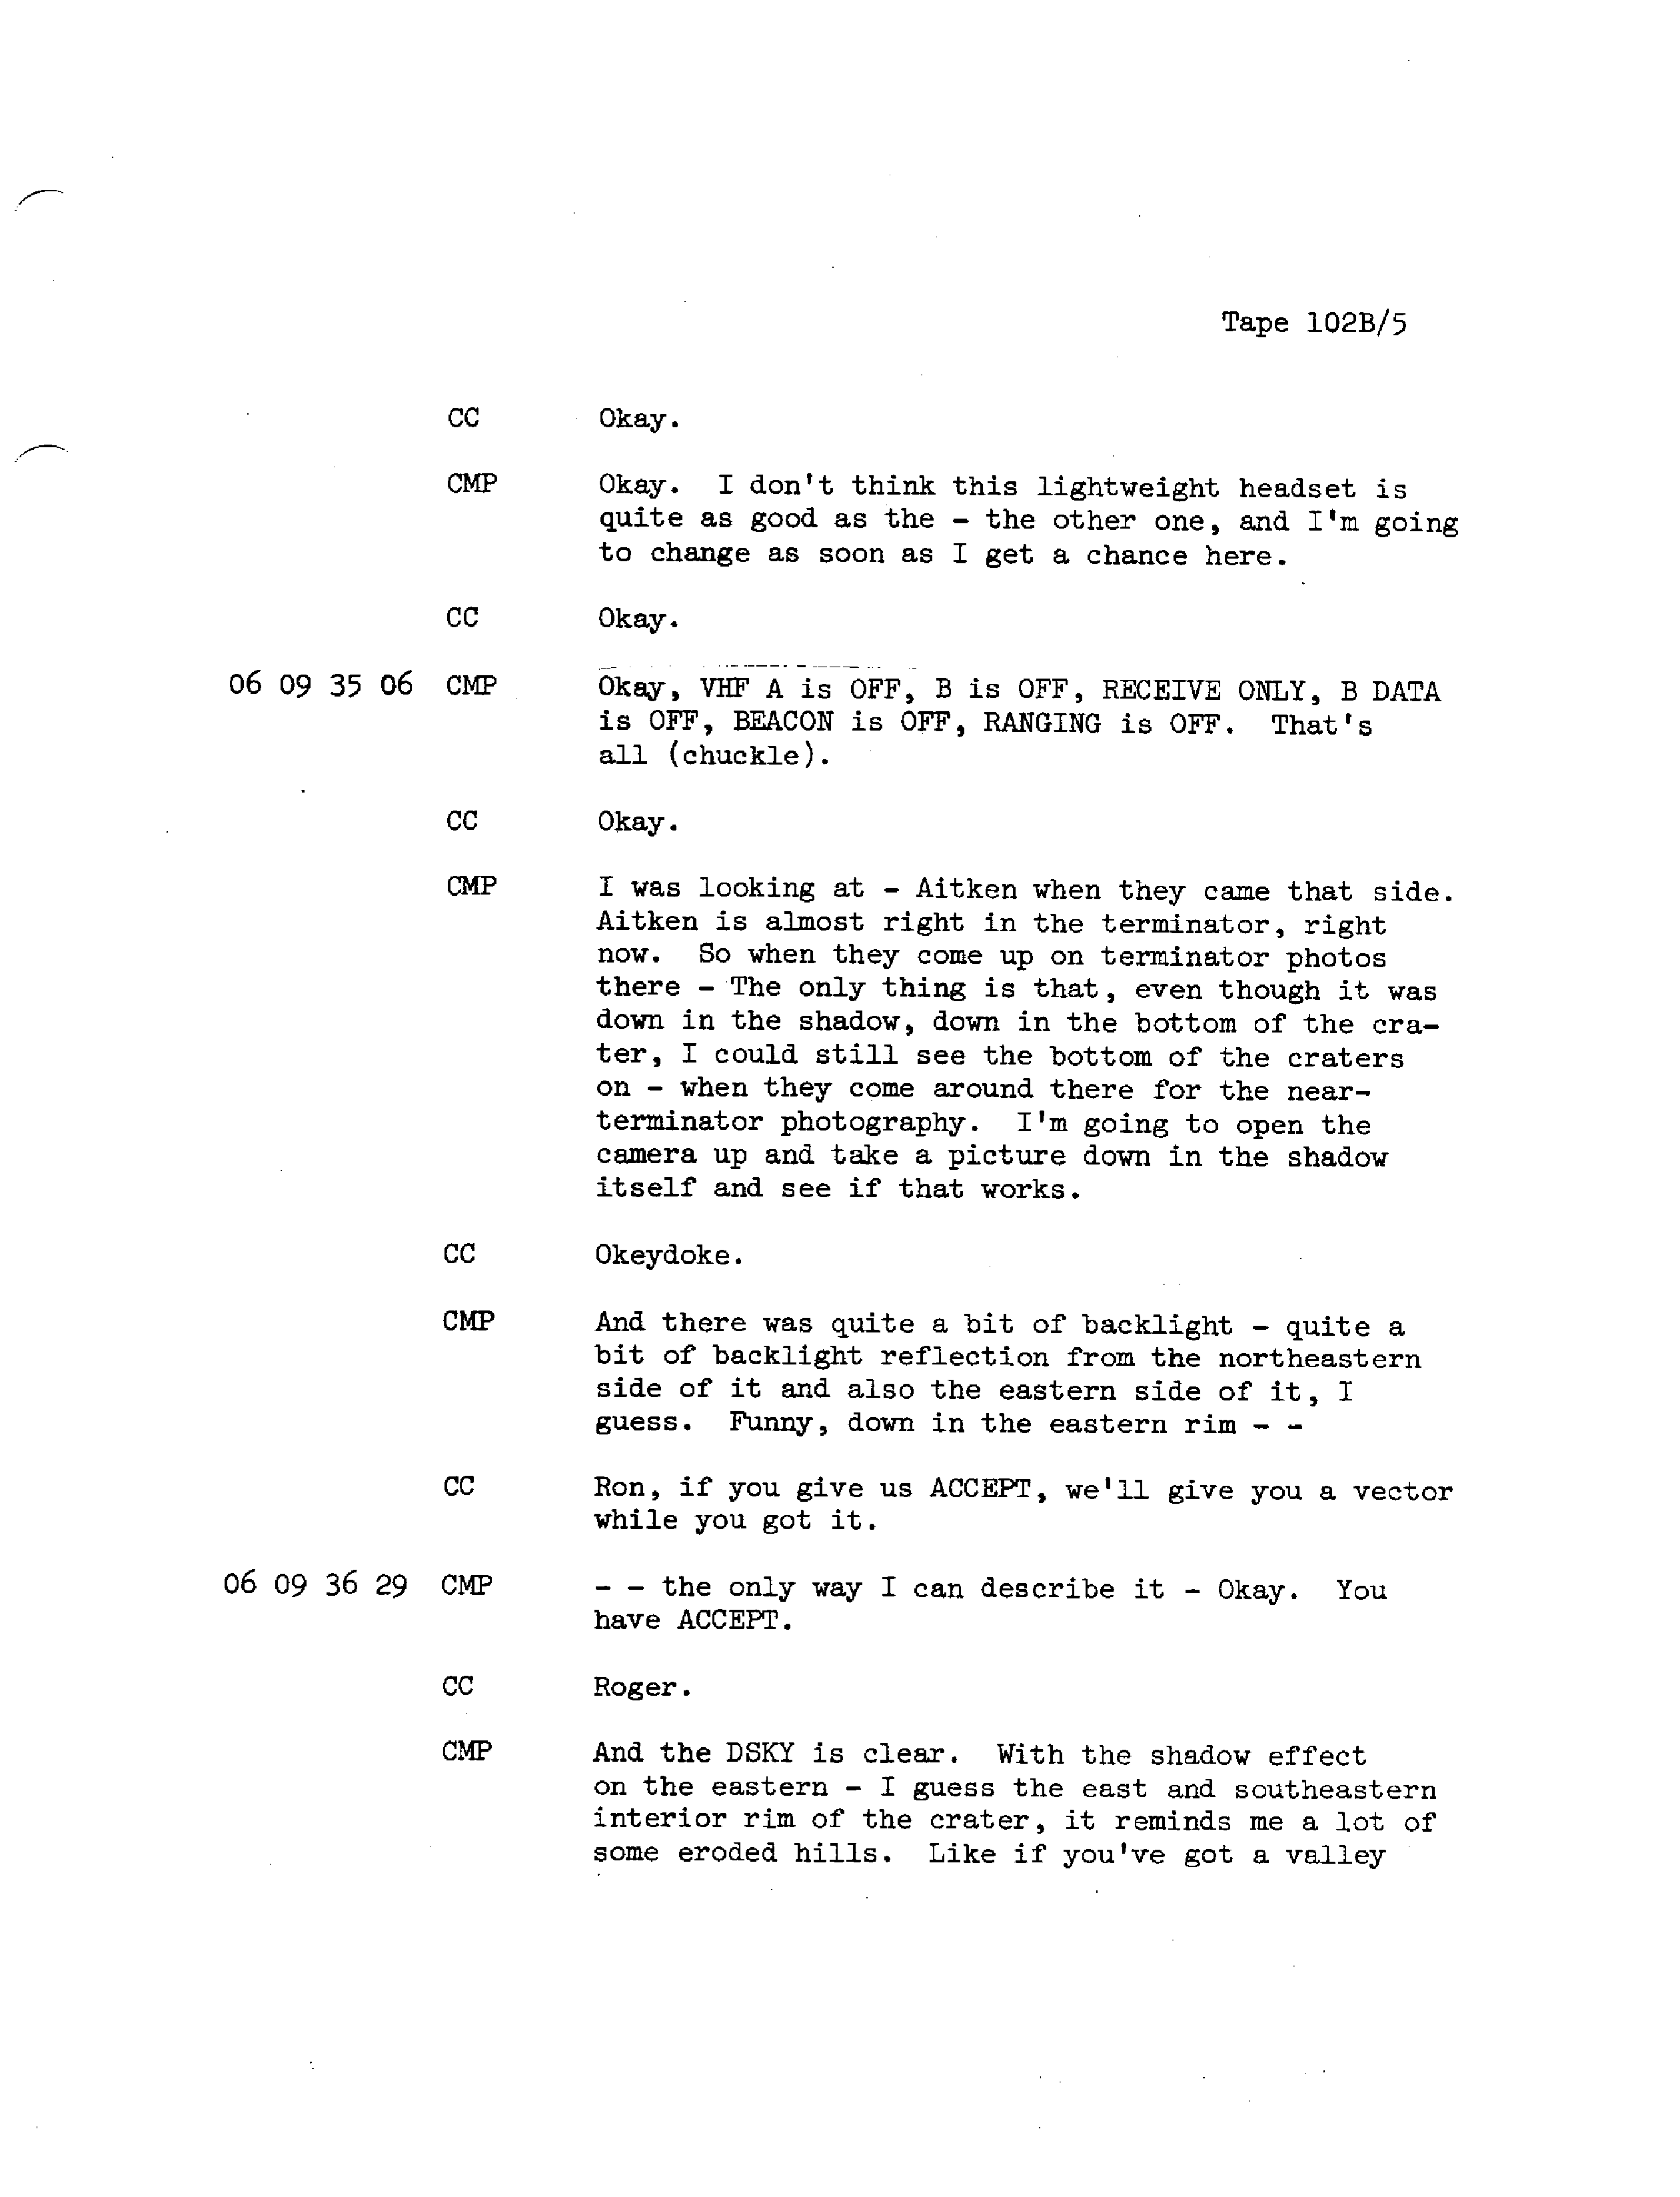 Tape 102B/5
CC Okay.
CMP Okay. I don't think this lightweight headset is
quite as good as the - the other one, and I'm going
to change as soon as I get a chance here.
CC Okay.
06 09 35 06 CMP Okay, VHF A is OFF, B is OFF, RECEIVE ONLY, B DATA
is OFF, BEACON is OFF, RANGING is OFF. That's
all (chuckle).
CC Okay.
CMP I was looking at - Aitken when they came that side.
Aitken is almost right in the terminator, right
now. So when they come up on terminator photos
there - The only thing is that, even though it was
down in the shadow, down in the bottom of the cra-
ter, I could still see the bottom of the craters
on - when they come around there for the near-
terminator photography. I'm going to open the
camera up and take a picture down in the shadow
itself and see if that works.
CC Okeydoke.
CMP And there was quite a bit of backlight - quite a
bit of backlight reflection from the northeastern
side of it and also the eastern side of it, I
guess. Funny, down in the eastern rim - -
CC Ron, if you give us ACCEPT, we'll give you a vector
while you got it.
06 09 36 29 CMP - - the only way I can describe it - Okay. You
have ACCEPT.
CC Roger.
CMP And the DSKY is clear. With the shadow effect
on the eastern - I guess the east and southeastern
interior rim of the crater, it reminds me a lot of
some eroded hills. Like if you've got a valley